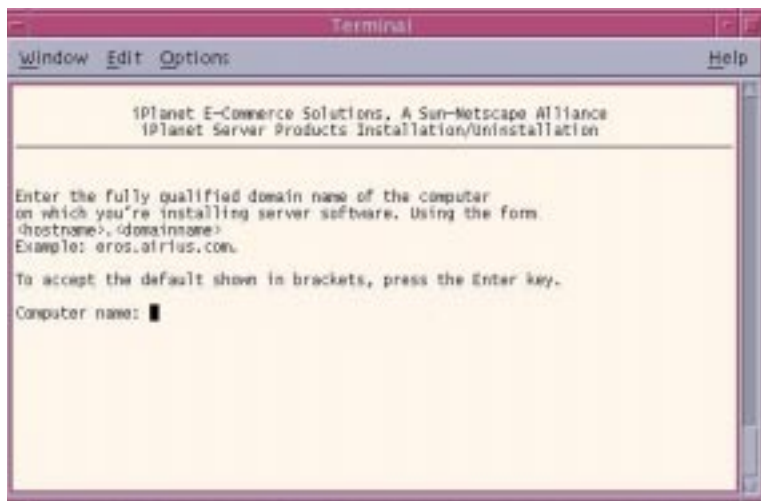 Terminal
Window Edit Options Help
iPlanet E-Commerce Solutions, A Sun-Netscape Alliance
iPlanet Server Products Installation/Uninstallation
Enter the fully qualified domain name of the computer
on which you're installing server software. Using the form
<hostname>.<domainname>
Example: eros.airius.com.
To accept the default shown in brackets, press the Enter key.
Computer name: